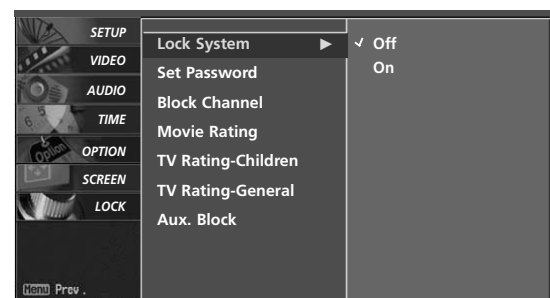 SETUP
VIDEO
AUDIO
TIME
OPTION
SCREEN
LOCK
Lock System ▶
Set Password
Block Channel
Movie Rating
TV Rating-Children
TV Rating-General
Aux. Block
✓ Off
On
Option
Menu Prev .